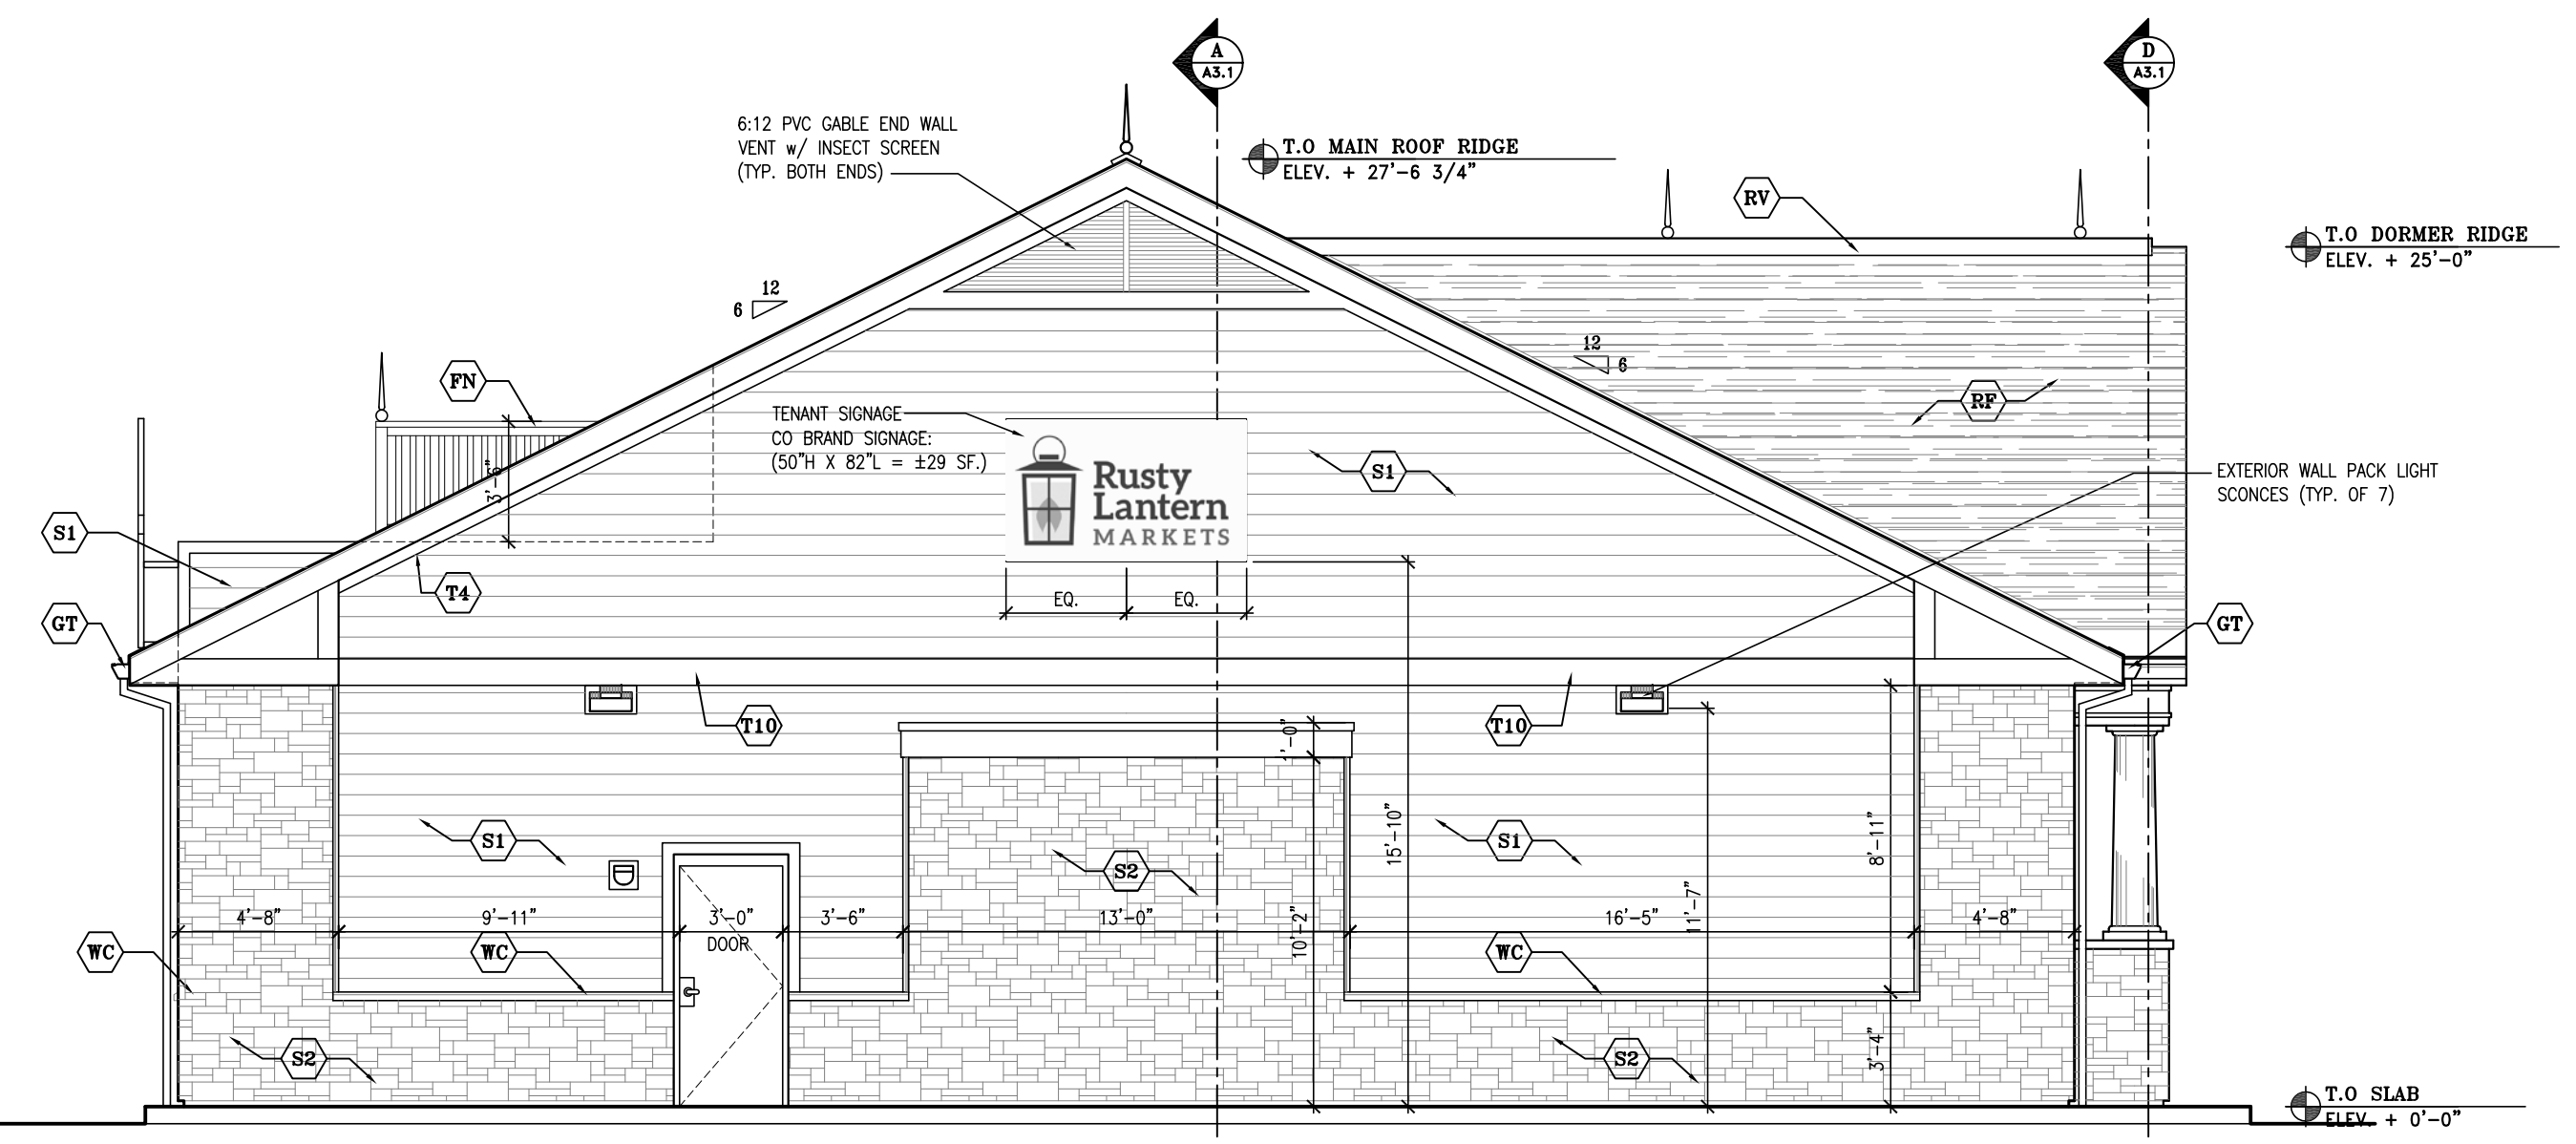 A
A3.1
D
A3.1
6:12 PVC GABLE END WALL
VENT w/ INSECT SCREEN
(TYP. BOTH ENDS)
T.O MAIN ROOF RIDGE
ELEV. + 27'-6 3/4"
RV
T.O DORMER RIDGE
ELEV. + 25'-0"
12
6
12
6
FN
3'-6"
TENANT SIGNAGE
CO BRAND SIGNAGE:
(50"H X 82"L = ±29 SF.)
Rusty
Lantern
MARKETS
S1
RF
EXTERIOR WALL PACK LIGHT
SCONCES (TYP. OF 7)
S1
T4
EQ.
EQ.
GT
GT
T10
T10
'-0"
S1
S2
15'-10"
S1
8'-11"
4'-8"
9'-11"
3'-0"
DOOR
3'-6"
13'-0"
10'-2"
16'-5"
11'-7"
4'-8"
WC
WC
WC
S2
S2
3'-4"
T.O SLAB
ELEV. + 0'-0"